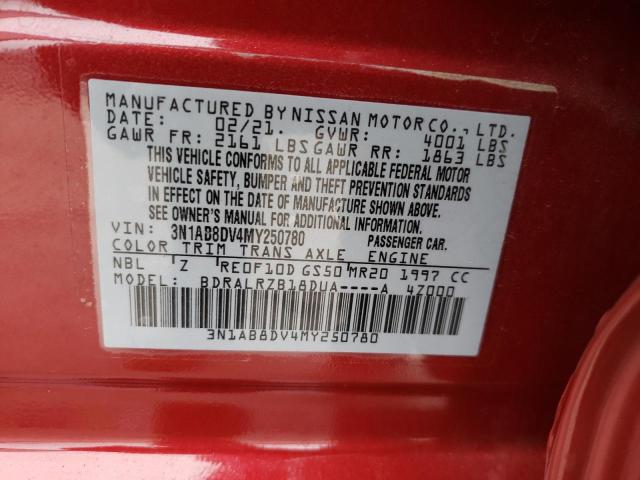 MANUFACTURED BY NISSAN MOTOR CO., LTD.
DATE: 02/21. GVWR: 4001 LBS
GAWR FR: 2161 LBS GAWR RR: 1863 LBS
THIS VEHICLE CONFORMS TO ALL APPLICABLE FEDERAL MOTOR
VEHICLE SAFETY, BUMPER AND THEFT PREVENTION STANDARDS
IN EFFECT ON THE DATE OF MANUFACTURE SHOWN ABOVE.
SEE OWNER'S MANUAL FOR ADDITIONAL INFORMATION.
VIN: 3N1AB8DV4MY250780 PASSENGER CAR.
COLOR TRIM TRANS AXLE ENGINE
NBL Z RE0F10D GS50 MR20 1997 CC
MODEL: BDRALRZB18DUA----A 47000
3N1AB8DV4MY250780